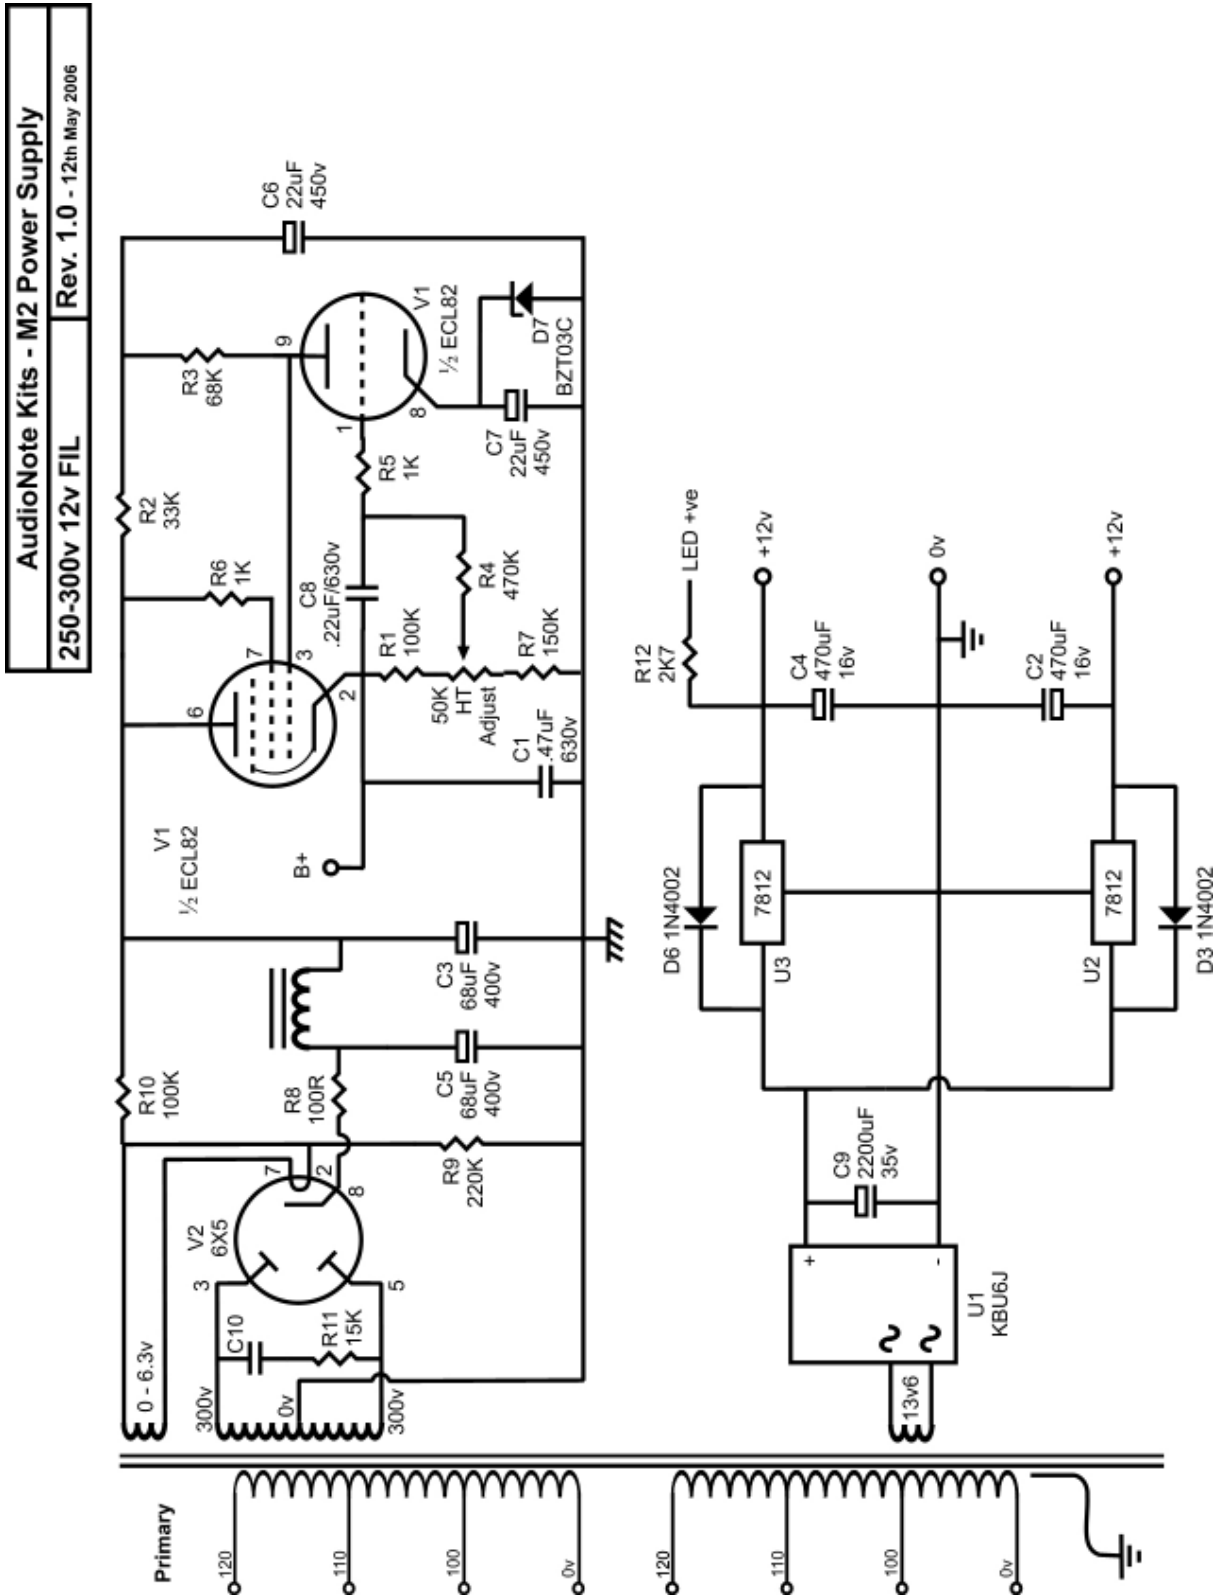 AudioNote Kits - M2 Power Supply
250-300v 12v FIL
Rev. 1.0 - 12th May 2006
Primary
120
110
100
0v
120
110
100
0v
0 - 6.3v
300v
0v
300v
C10
R11
15K
V2
6X5
3
5
7
2
8
R10
100K
R8
100R
R9
220K
C5
68uF
400v
C3
68uF
400v
B+
V1
½ ECL82
6
7
3
2
R6
1K
R2
33K
C8
.22uF/630v
R1
100K
50K
HT
Adjust
R4
470K
R7
150K
C1
.47uF
630v
R5
1K
R3
68K
9
1
8
V1
½ ECL82
C7
22uF
450v
D7
BZT03C
C6
22uF
450v
13v6
U1
KBU6J
+
-
C9
2200uF
35v
D6 1N4002
U3
7812
U2
7812
D3 1N4002
R12
2K7
LED +ve
C4
470uF
16v
C2
470uF
16v
+12v
0v
+12v